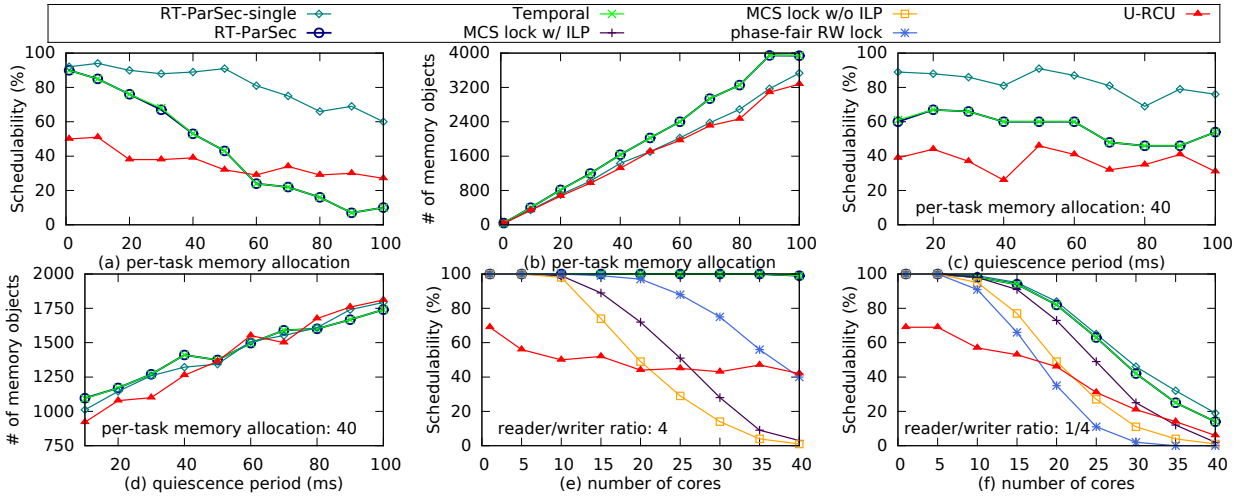 RT-ParSec-single Temporal MCS lock w/o ILP U-RCU
RT-ParSec MCS lock w/ ILP phase-fair RW lock
Schedulability (%)
100
80
60
40
20
0
0 20 40 60 80 100
(a) per-task memory allocation
# of memory objects
4000
3200
2400
1600
800
0
0 20 40 60 80 100
(b) per-task memory allocation
Schedulability (%)
100
80
60
40
20
0
per-task memory allocation: 40
20 40 60 80 100
(c) quiescence period (ms)
# of memory objects
2000
1750
1500
1250
1000
750
per-task memory allocation: 40
20 40 60 80 100
(d) quiescence period (ms)
Schedulability (%)
100
80
60
40
20
0
reader/writer ratio: 4
0 5 10 15 20 25 30 35 40
(e) number of cores
Schedulability (%)
100
80
60
40
20
0
reader/writer ratio: 1/4
0 5 10 15 20 25 30 35 40
(f) number of cores